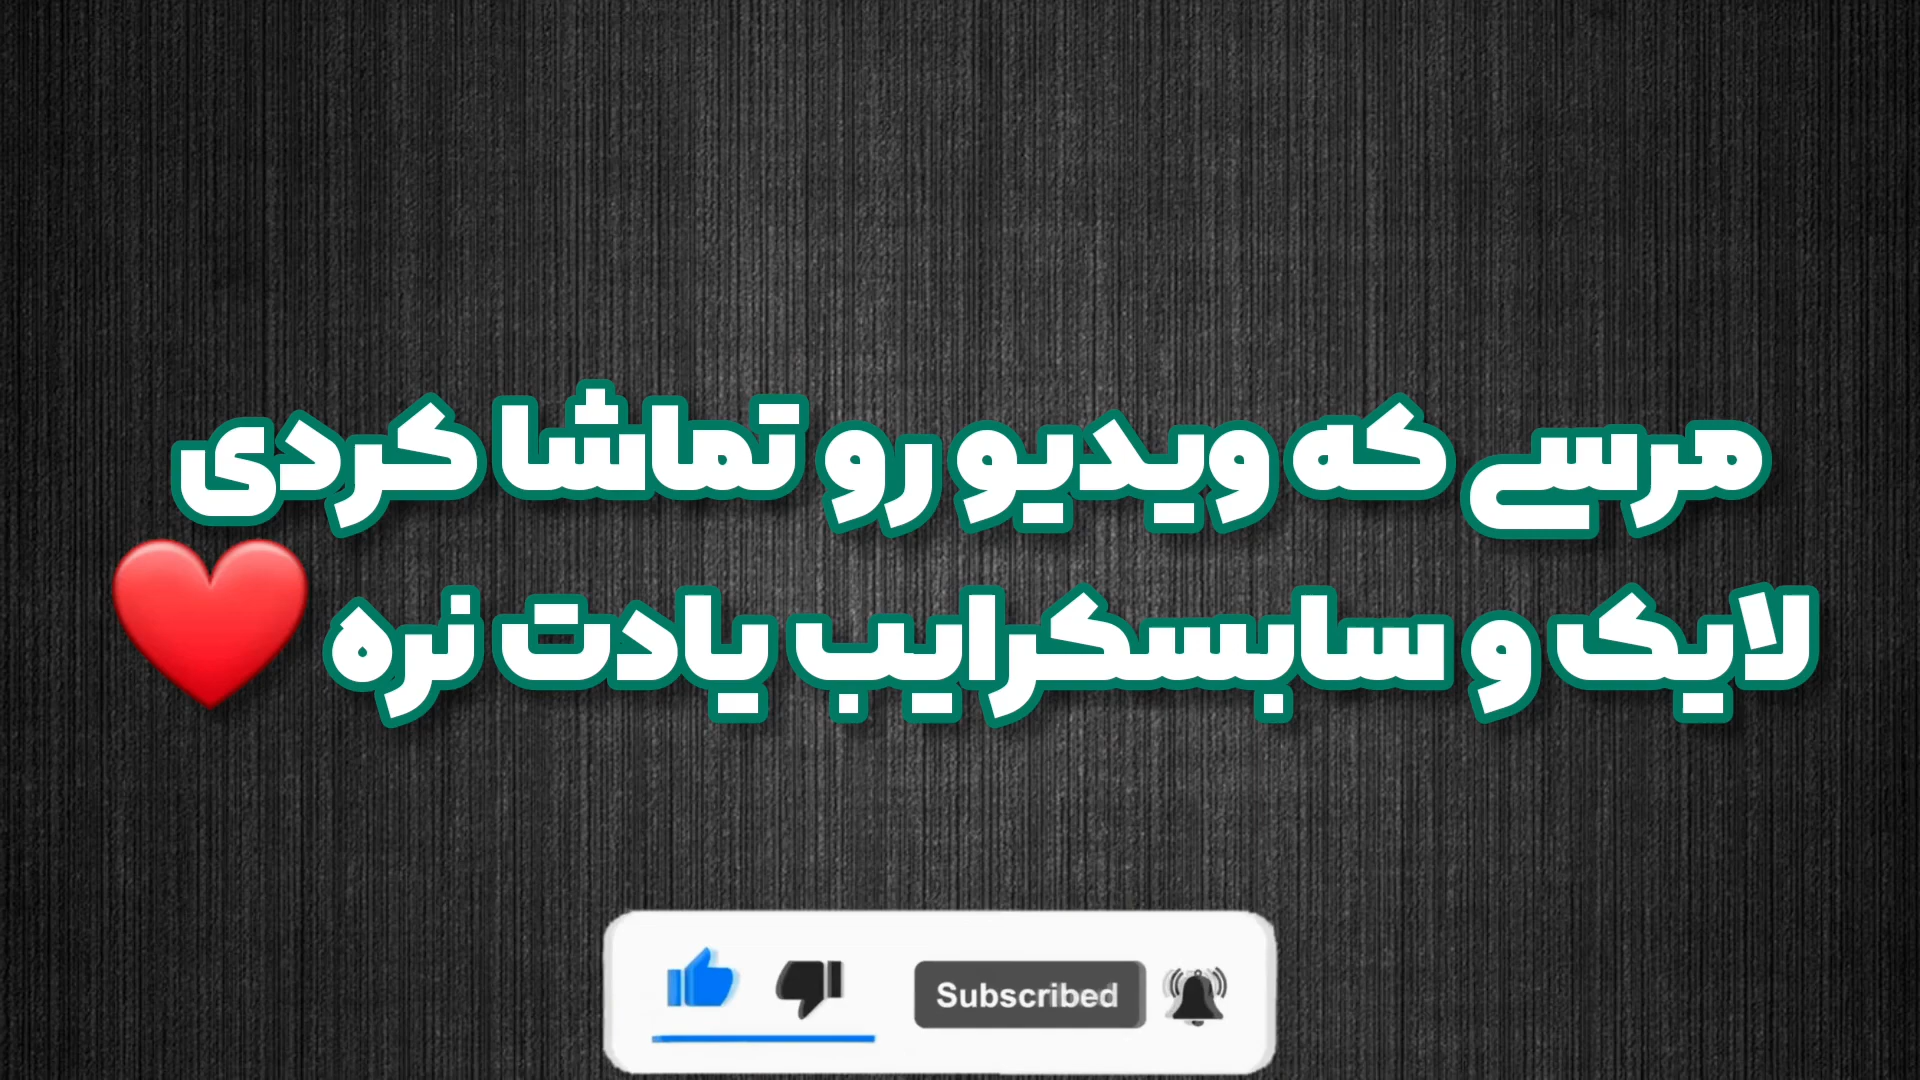 مرسی که ویدیو رو تماشا کردی
لایک و سابسکرایب یادت نره ❤️
Subscribed